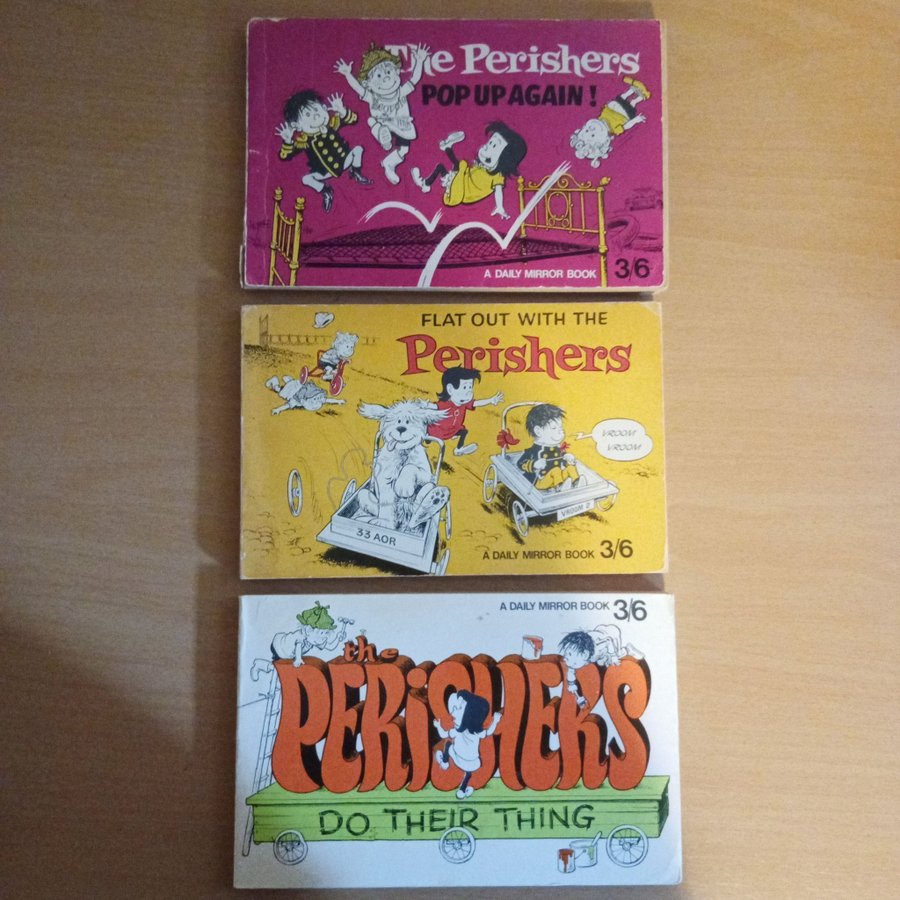 The Perishers
POP UP AGAIN!
A DAILY MIRROR BOOK 3/6
FLAT OUT WITH THE
Perishers
VROOM
VROOM
VROOM 2
33 AOR
A DAILY MIRROR BOOK 3/6
A DAILY MIRROR BOOK 3/6
the
PERiSHERS
DO THEIR THING